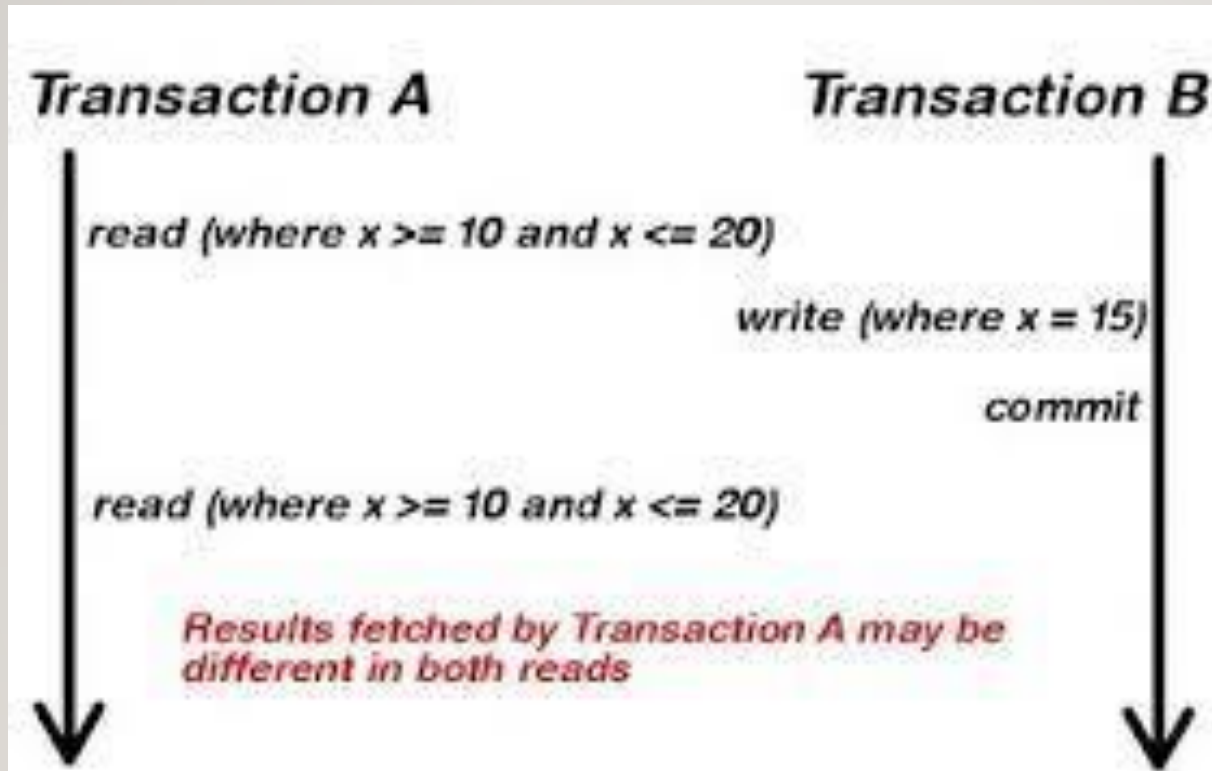 Transaction A
Transaction B
read (where x >= 10 and x <= 20)
write (where x = 15)
commit
read (where x >= 10 and x <= 20)
Results fetched by Transaction A may be
different in both reads